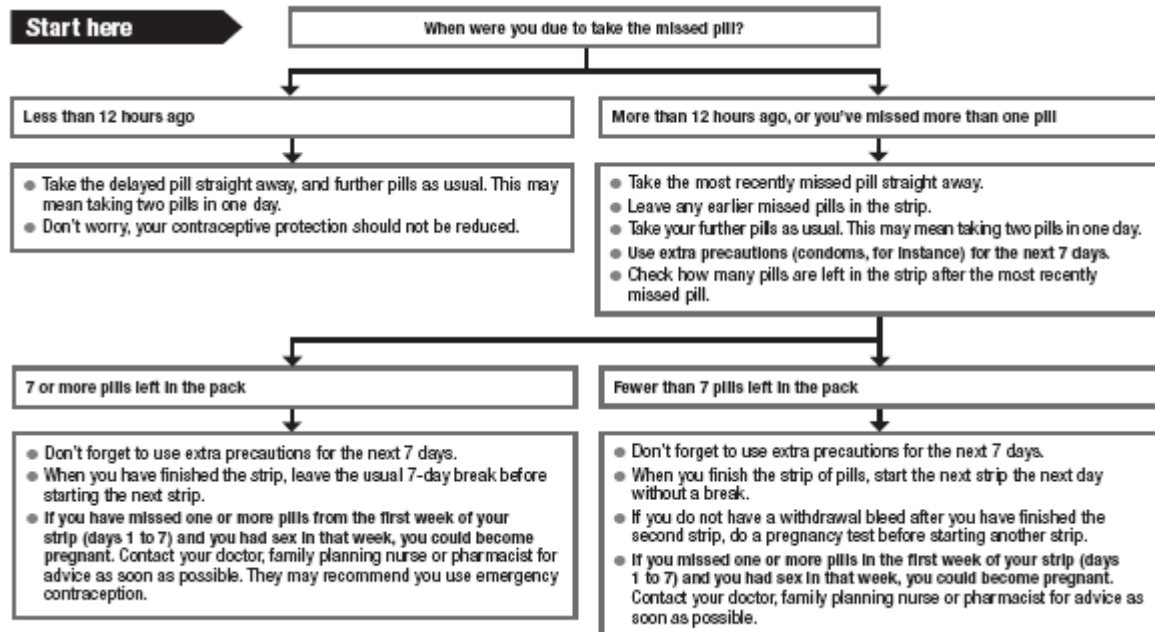 Start here
When were you due to take the missed pill?
Less than 12 hours ago
More than 12 hours ago, or you've missed more than one pill
● Take the delayed pill straight away, and further pills as usual. This may
mean taking two pills in one day.
● Don't worry, your contraceptive protection should not be reduced.
● Take the most recently missed pill straight away.
● Leave any earlier missed pills in the strip.
● Take your further pills as usual. This may mean taking two pills in one day.
● Use extra precautions (condoms, for instance) for the next 7 days.
● Check how many pills are left in the strip after the most recently
missed pill.
7 or more pills left in the pack
Fewer than 7 pills left in the pack
● Don't forget to use extra precautions for the next 7 days.
● When you have finished the strip, leave the usual 7-day break before
starting the next strip.
● If you have missed one or more pills from the first week of your
strip (days 1 to 7) and you had sex in that week, you could become
pregnant. Contact your doctor, family planning nurse or pharmacist for
advice as soon as possible. They may recommend you use emergency
contraception.
● Don't forget to use extra precautions for the next 7 days.
● When you finish the strip of pills, start the next strip the next day
without a break.
● If you do not have a withdrawal bleed after you have finished the
second strip, do a pregnancy test before starting another strip.
● If you missed one or more pills in the first week of your strip (days
1 to 7) and you had sex in that week, you could become pregnant.
Contact your doctor, family planning nurse or pharmacist for advice as
soon as possible.